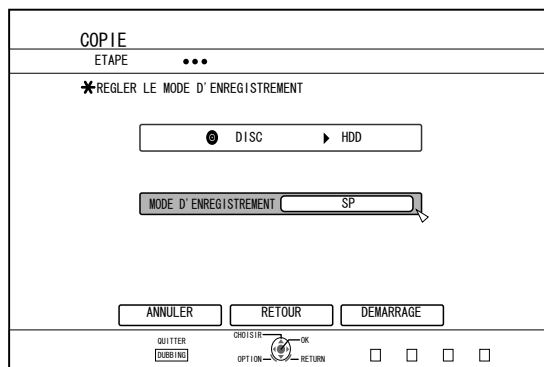 COPIE
ETAPE
REGLER LE MODE D'ENREGISTREMENT
DISC HDD
MODE D'ENREGISTREMENT SP
ANNULER RETOUR DEMARRAGE
QUITTER CHOISIR OK
DUBBING OPTION RETURN